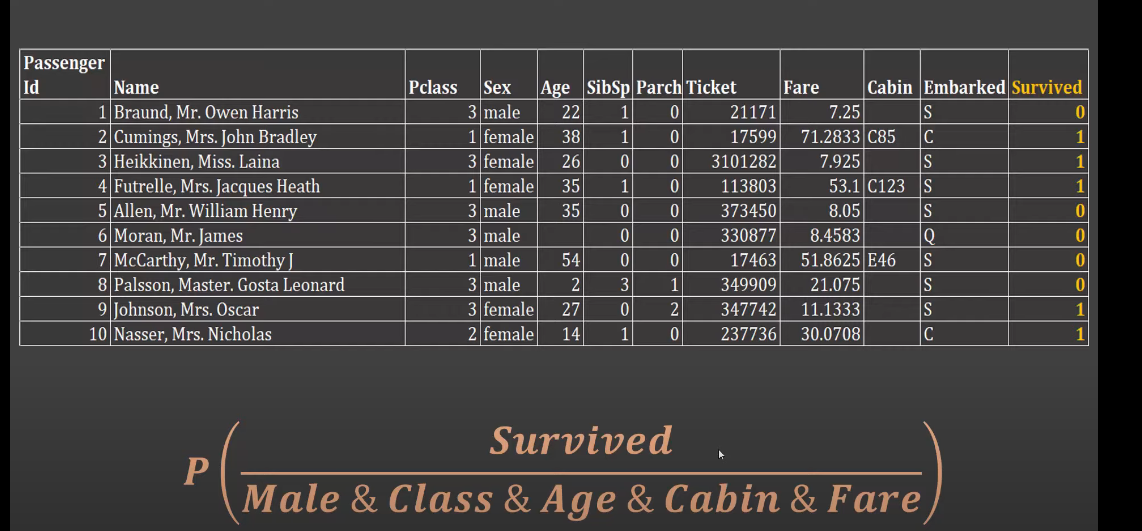 Passenger
Id Name Pclass Sex Age SibSp Parch Ticket Fare Cabin Embarked Survived
1 Braund, Mr. Owen Harris 3 male 22 1 0 21171 7.25 S 0
2 Cumings, Mrs. John Bradley 1 female 38 1 0 17599 71.2833 C85 C 1
3 Heikkinen, Miss. Laina 3 female 26 0 0 3101282 7.925 S 1
4 Futrelle, Mrs. Jacques Heath 1 female 35 1 0 113803 53.1 C123 S 1
5 Allen, Mr. William Henry 3 male 35 0 0 373450 8.05 S 0
6 Moran, Mr. James 3 male 0 0 330877 8.4583 Q 0
7 McCarthy, Mr. Timothy J 1 male 54 0 0 17463 51.8625 E46 S 0
8 Palsson, Master. Gosta Leonard 3 male 2 3 1 349909 21.075 S 0
9 Johnson, Mrs. Oscar 3 female 27 0 2 347742 11.1333 S 1
10 Nasser, Mrs. Nicholas 2 female 14 1 0 237736 30.0708 C 1
Survived
P
Male & Class & Age & Cabin & Fare